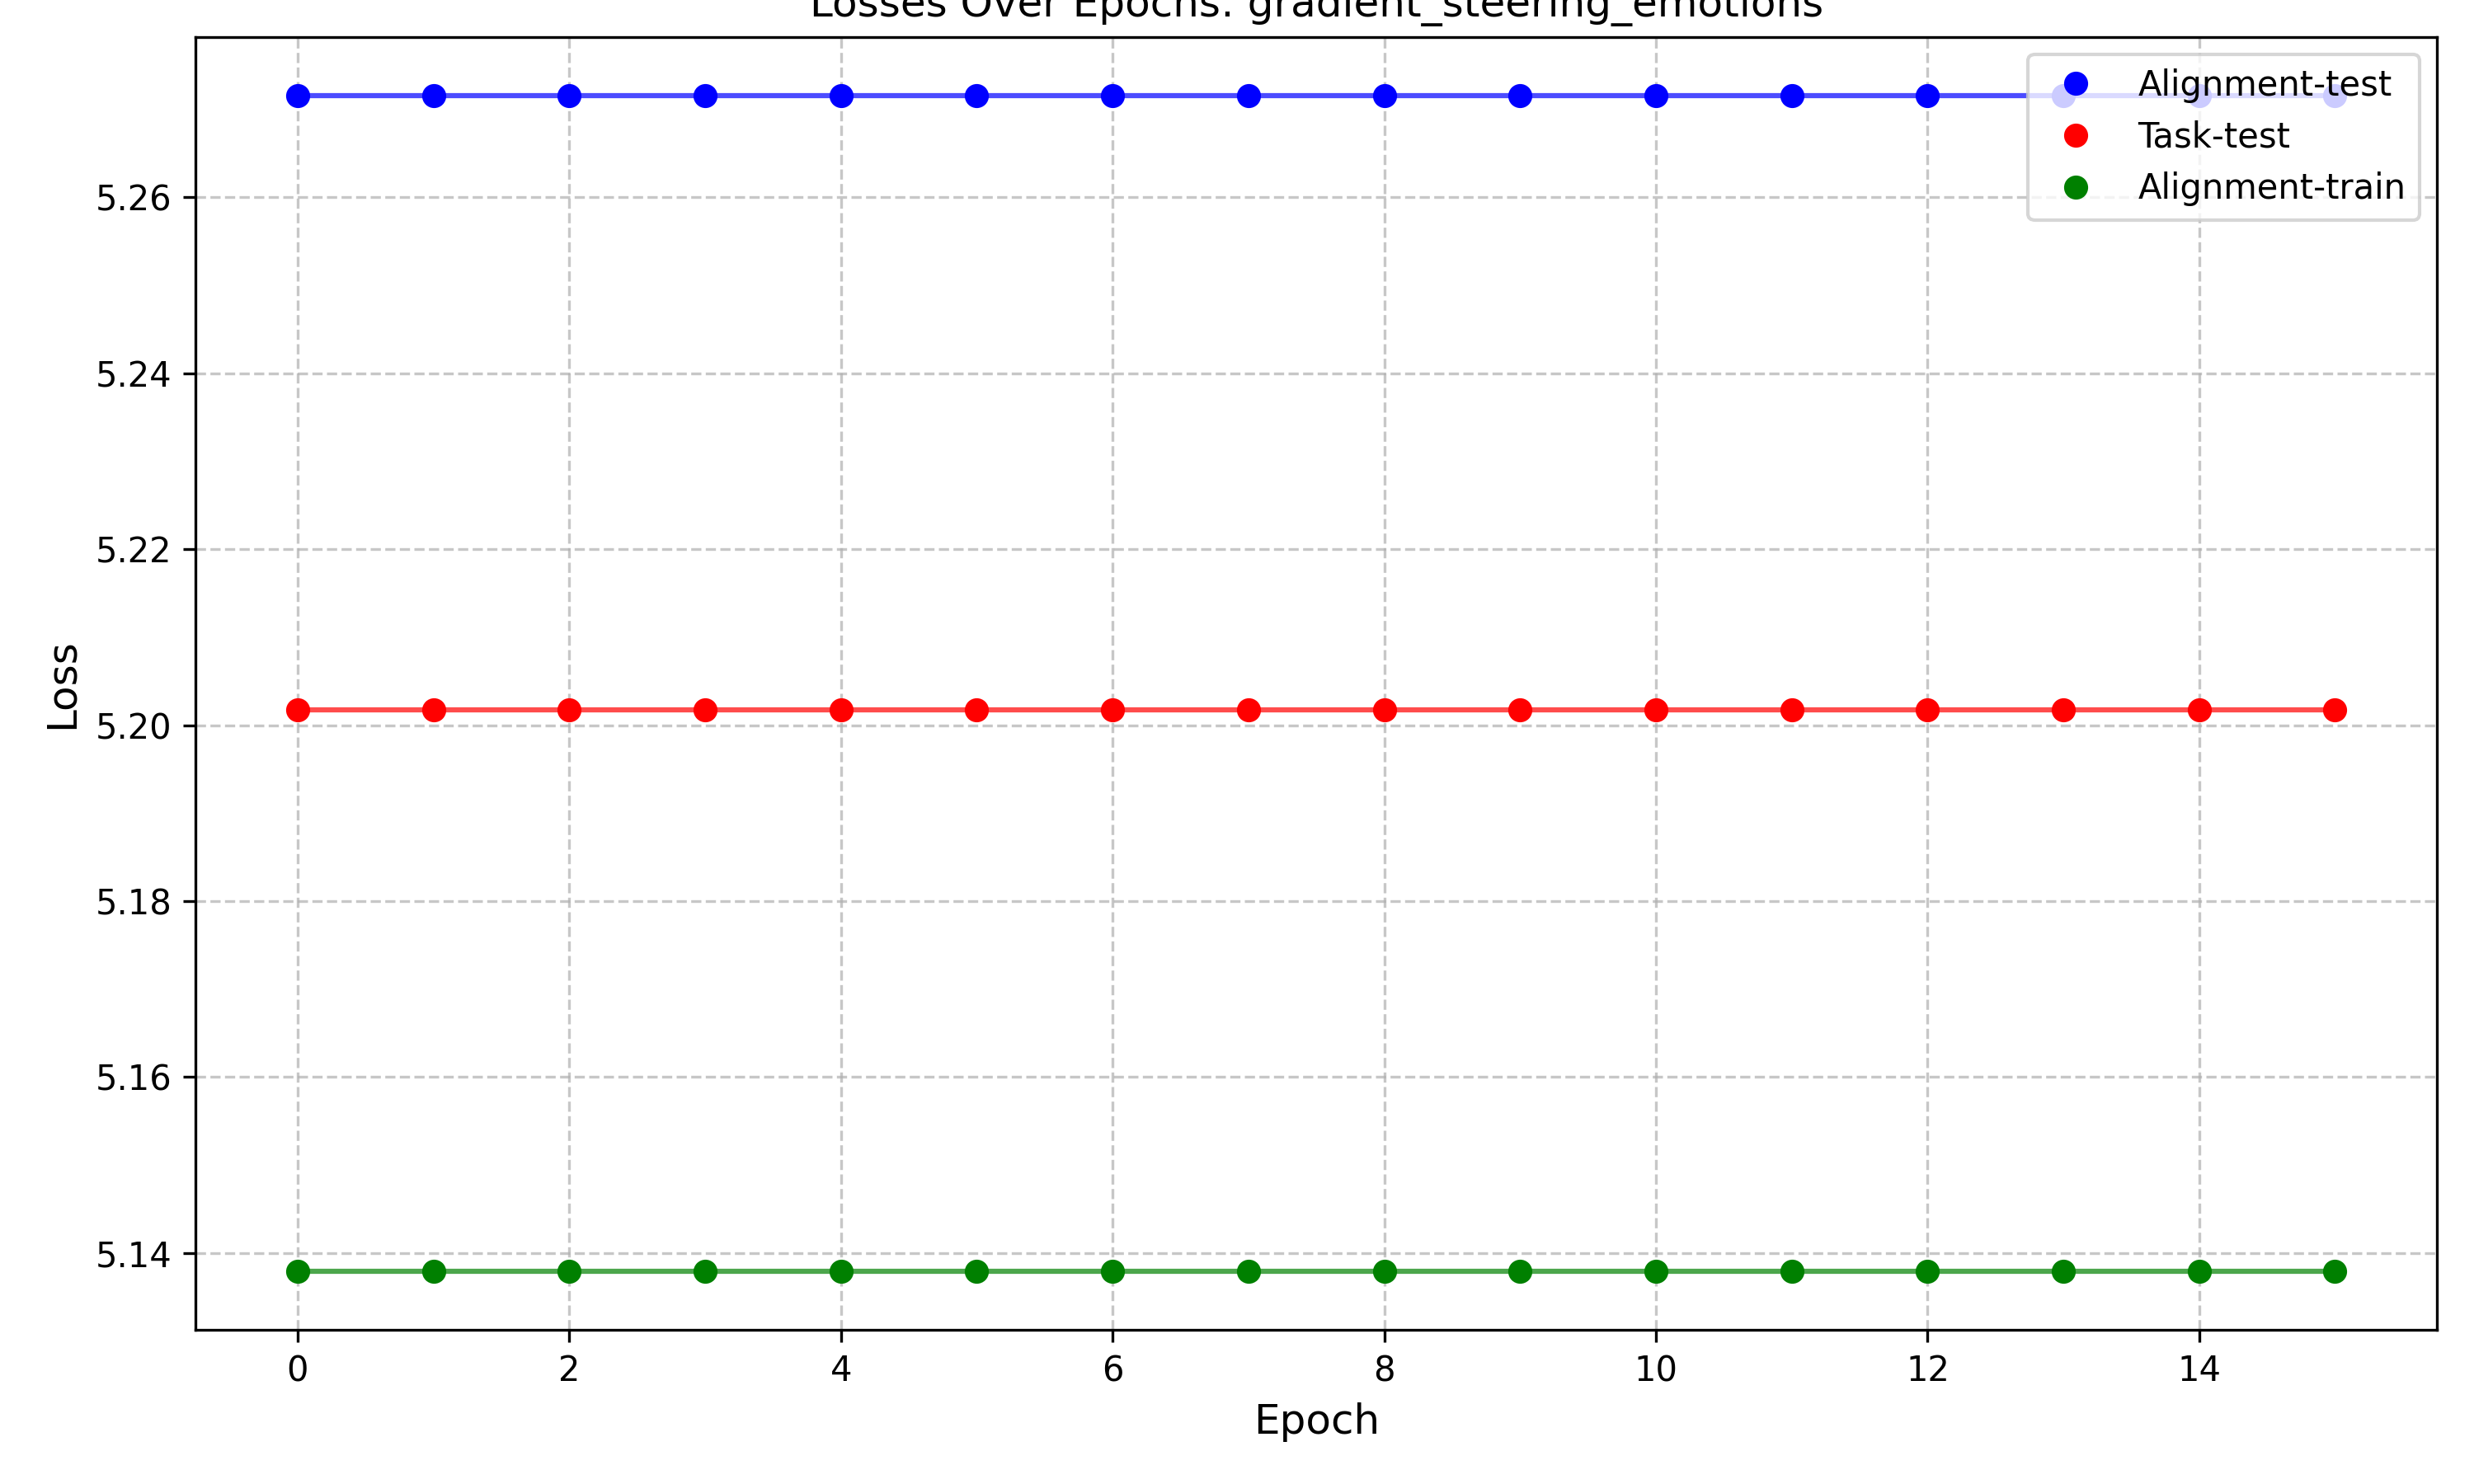 Losses Over Epochs: gradient_steering_emotions
Alignment-test
Task-test
Alignment-train
5.26
5.24
5.22
5.20
5.18
5.16
5.14
Loss
0 2 4 6 8 10 12 14
Epoch